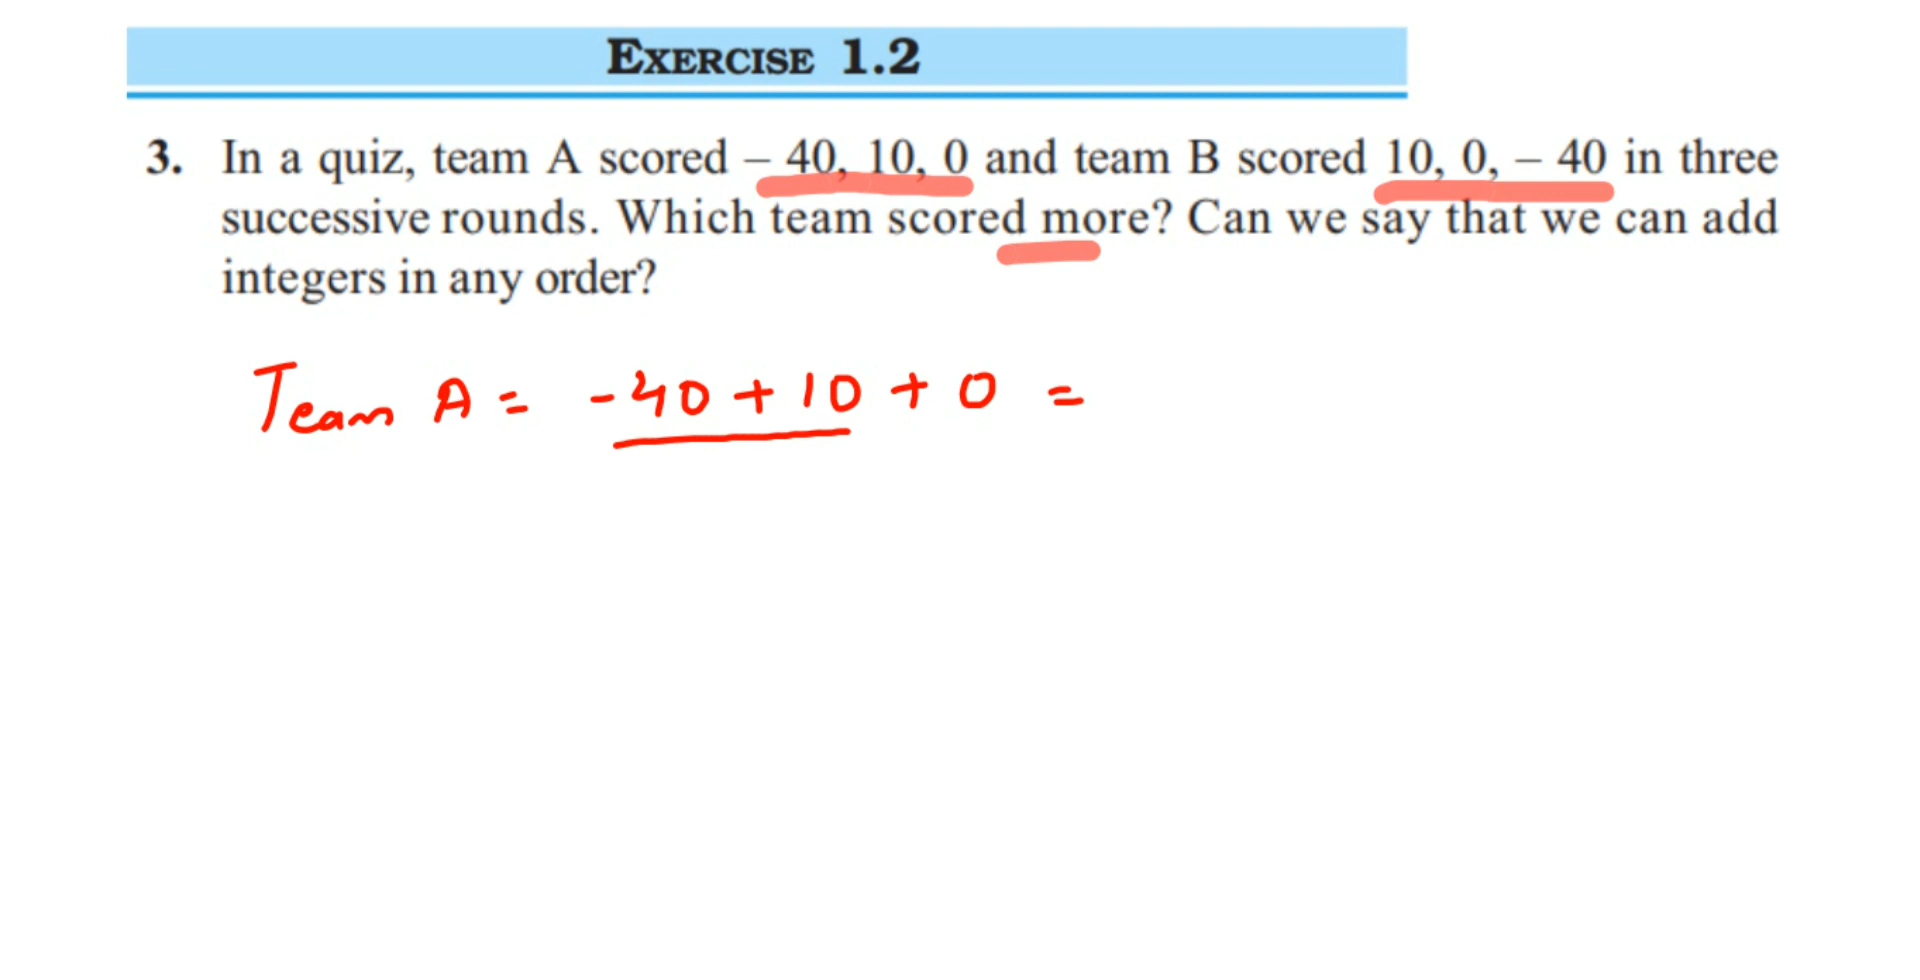 EXERCISE 1.2
3. In a quiz, team A scored – 40, 10, 0 and team B scored 10, 0, – 40 in three
successive rounds. Which team scored more? Can we say that we can add
integers in any order?
Team A = -40 + 10 + 0 =